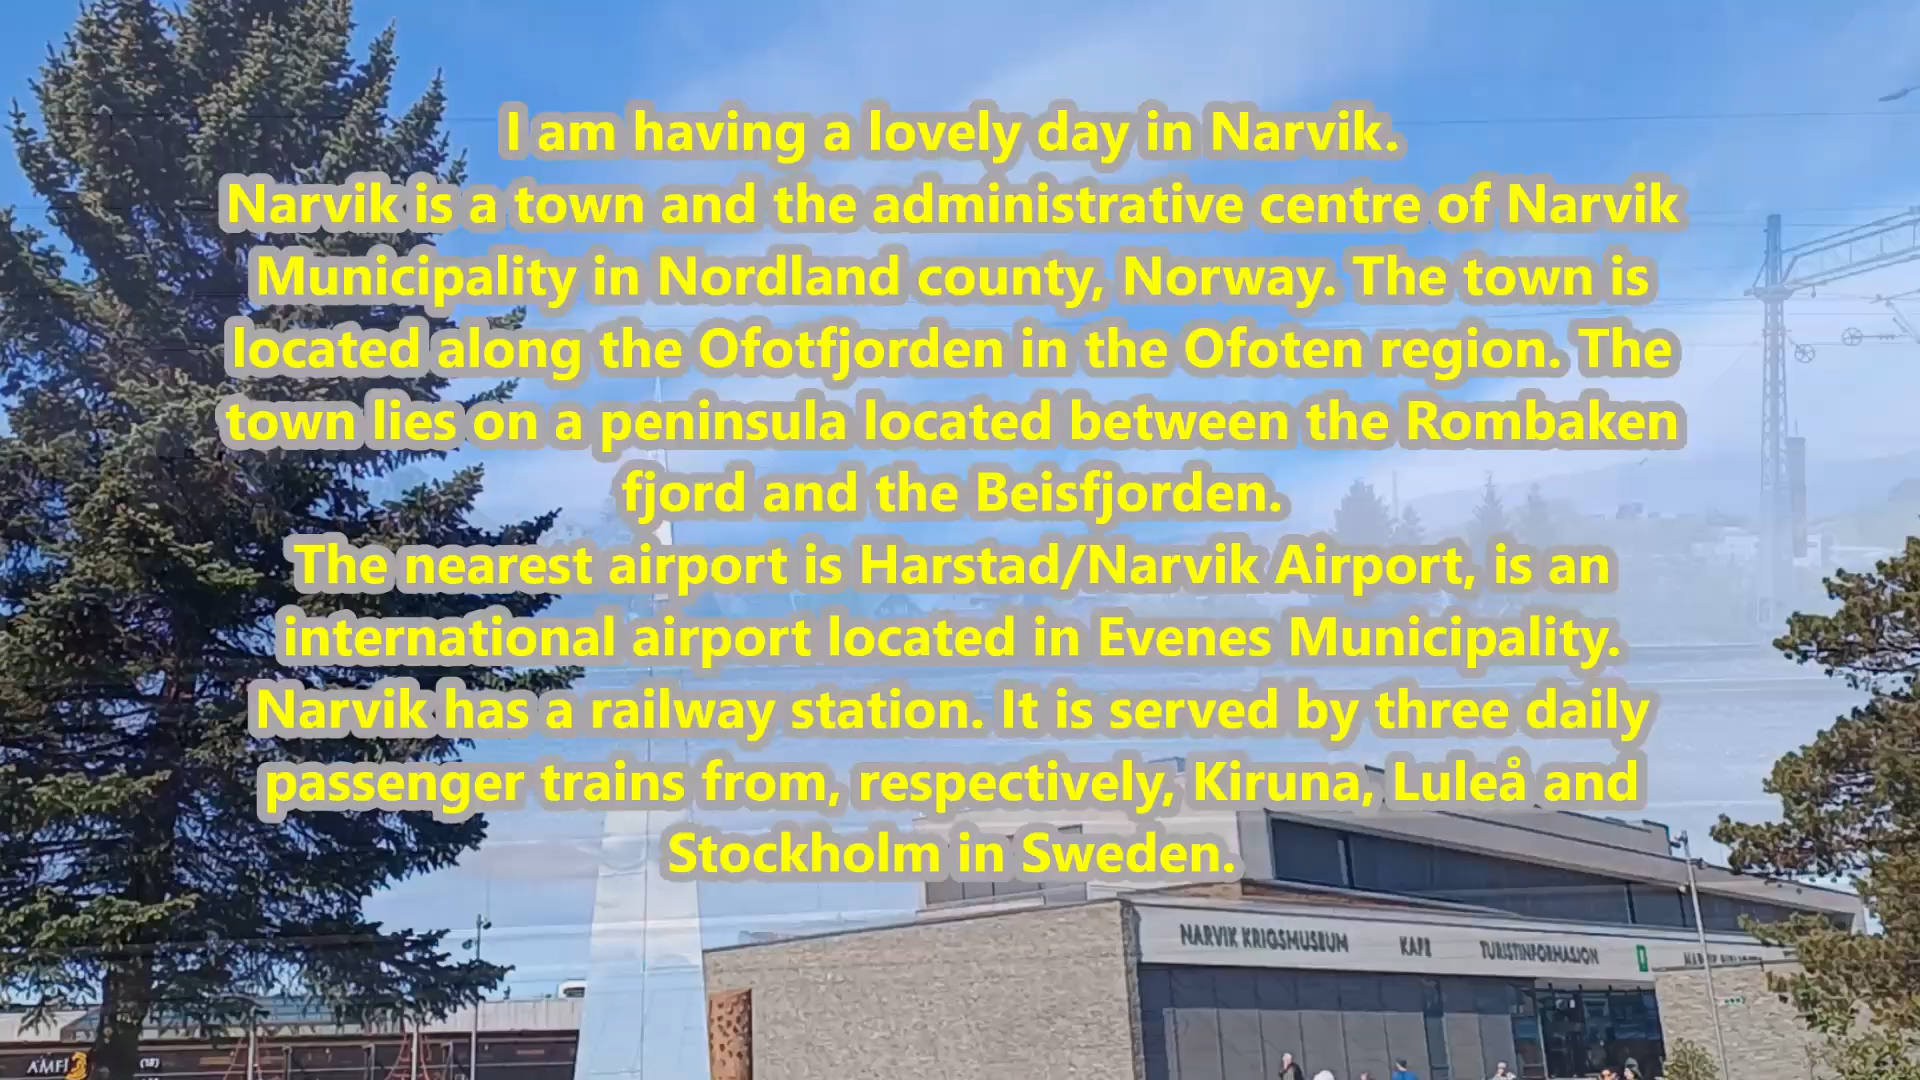 I am having a lovely day in Narvik.
Narvik is a town and the administrative centre of Narvik
Municipality in Nordland county, Norway. The town is
located along the Ofotfjorden in the Ofoten region. The
town lies on a peninsula located between the Rombaken
fjord and the Beisfjorden.
The nearest airport is Harstad/Narvik Airport, is an
international airport located in Evenes Municipality.
Narvik has a railway station. It is served by three daily
passenger trains from, respectively, Kiruna, Luleå and
Stockholm in Sweden.
NARVIK KRIGSMUSEUM KAFE TURISTINFORMASJON
AMFI